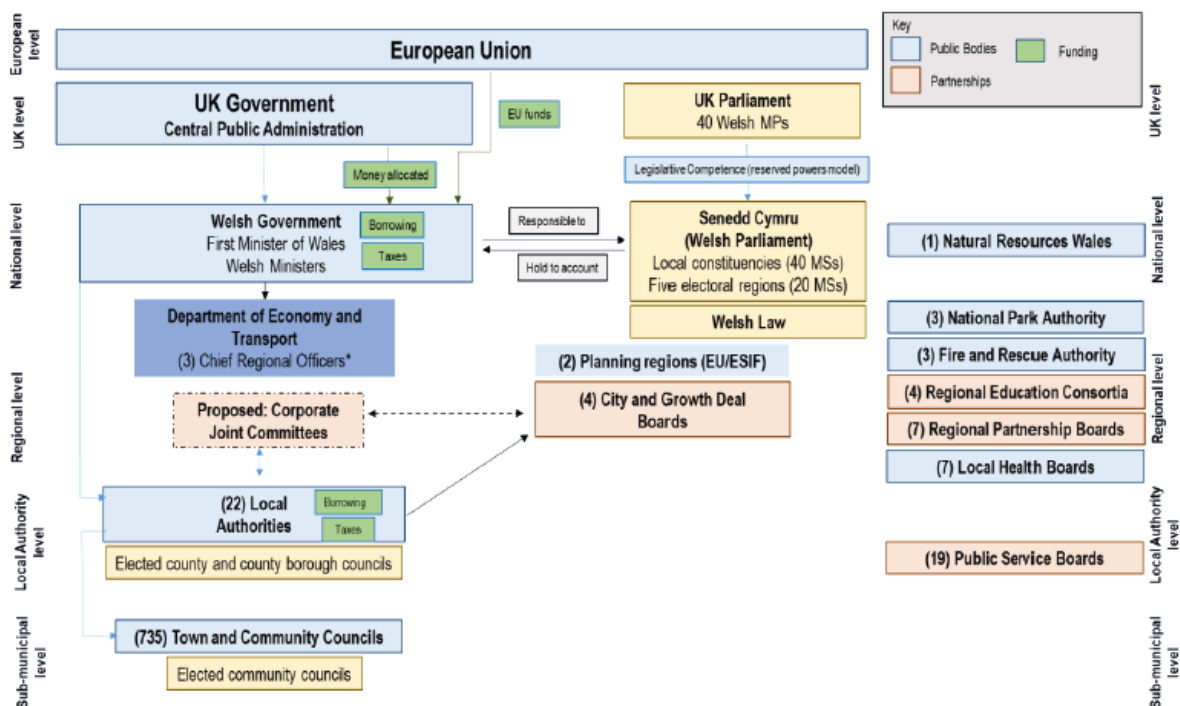 European
level
European Union
Key
Public Bodies
Funding
Partnerships
UK level
UK Government
Central Public Administration
EU funds
UK Parliament
40 Welsh MPs
UK level
Money allocated
Legislative Competence (reserved powers model)
National level
Welsh Government
First Minister of Wales
Welsh Ministers
Borrowing
Taxes
Responsible to
Hold to account
Senedd Cymru
(Welsh Parliament)
Local constituencies (40 MSs)
Five electoral regions (20 MSs)
Welsh Law
(1) Natural Resources Wales
National level
Department of Economy and
Transport
(3) Chief Regional Officers*
(3) National Park Authority
(2) Planning regions (EU/ESIF)
(3) Fire and Rescue Authority
Regional level
Proposed: Corporate
Joint Committees
(4) City and Growth Deal
Boards
(4) Regional Education Consortia
(7) Regional Partnership Boards
(7) Local Health Boards
Regional level
Local Authority
level
(22) Local
Authorities
Borrowing
Taxes
Elected county and county borough councils
(19) Public Service Boards
Local Authority
level
Sub-municipal
level
(735) Town and Community Councils
Elected community councils
Sub-municipal
level